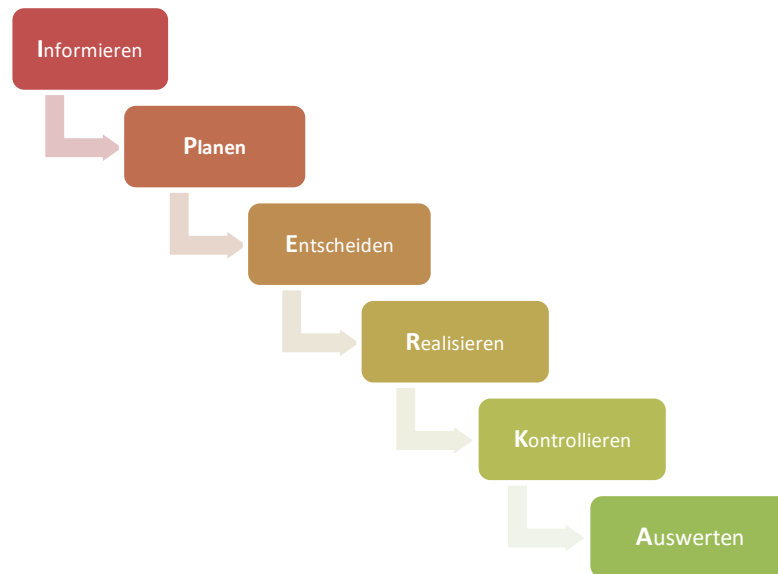 Informieren
Planen
Entscheiden
Realisieren
Kontrollieren
Auswerten